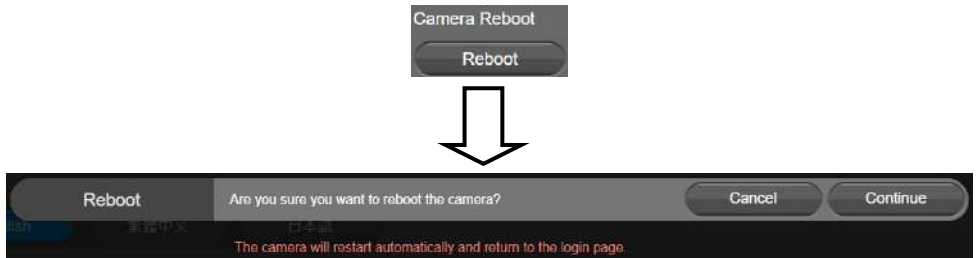 Camera Reboot
Reboot
Reboot Are you sure you want to reboot the camera? Cancel Continue
lish 繁體中文 日本語
The camera will restart automatically and return to the login page.